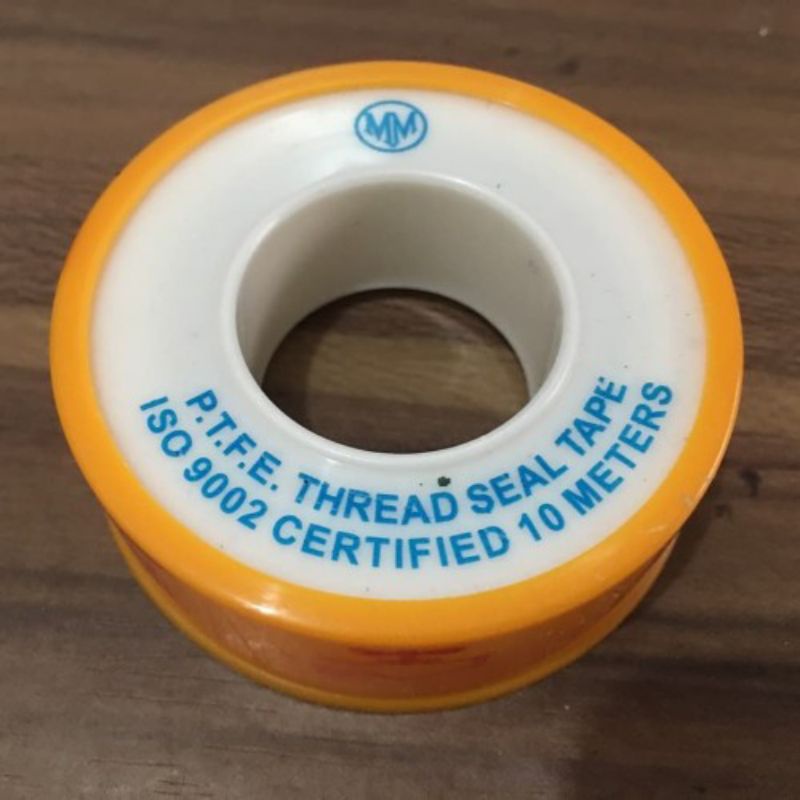 MM
P.T.F.E. THREAD SEAL TAPE
ISO 9002 CERTIFIED 10 METERS